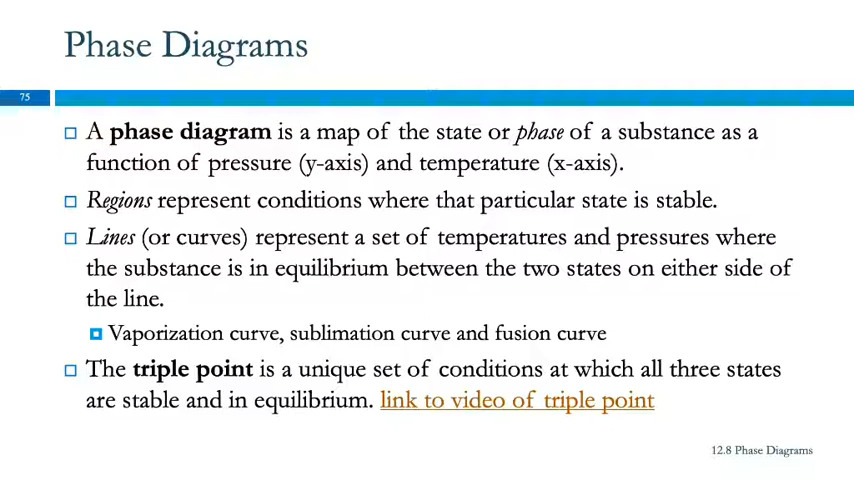 Phase Diagrams
75
A phase diagram is a map of the state or phase of a substance as a
function of pressure (y-axis) and temperature (x-axis).
Regions represent conditions where that particular state is stable.
Lines (or curves) represent a set of temperatures and pressures where
the substance is in equilibrium between the two states on either side of
the line.
Vaporization curve, sublimation curve and fusion curve
The triple point is a unique set of conditions at which all three states
are stable and in equilibrium. link to video of triple point
12.8 Phase Diagrams